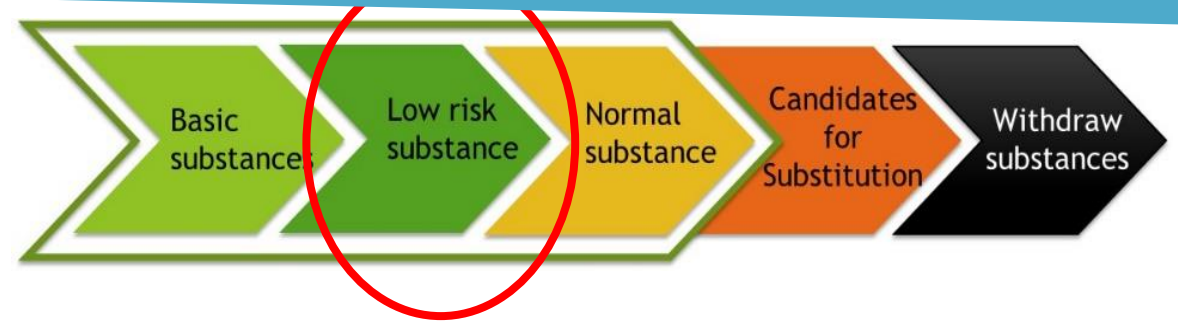 Basic
substances
Low risk
substance
Normal
substance
Candidates
for
Substitution
Withdraw
substances